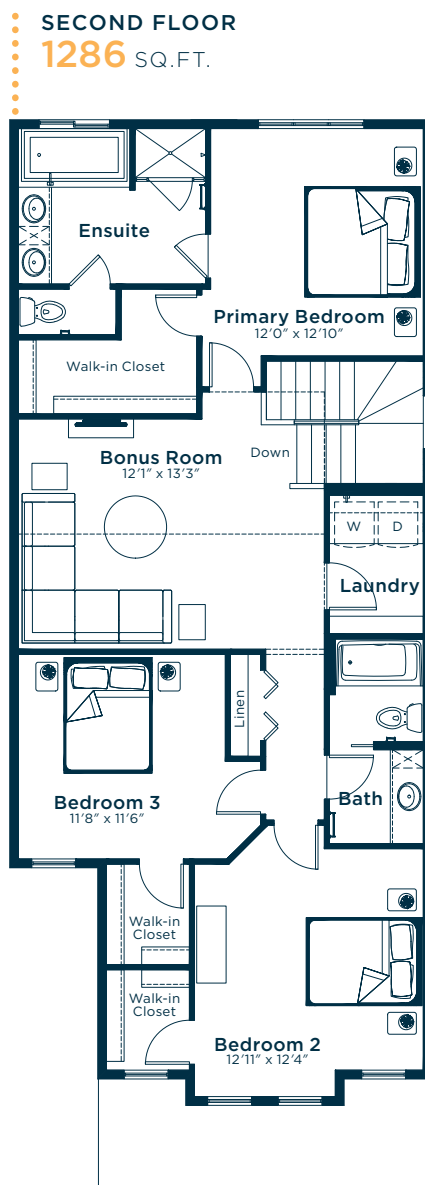 SECOND FLOOR
1286 SQ.FT.
Ensuite
Primary Bedroom
12'0" x 12'10"
Walk-in Closet
Bonus Room
12'1" x 13'3"
Down
W
D
Laundry
Linen
Bedroom 3
11'8" x 11'6"
Bath
Walk-in
Closet
Walk-in
Closet
Bedroom 2
12'11" x 12'4"